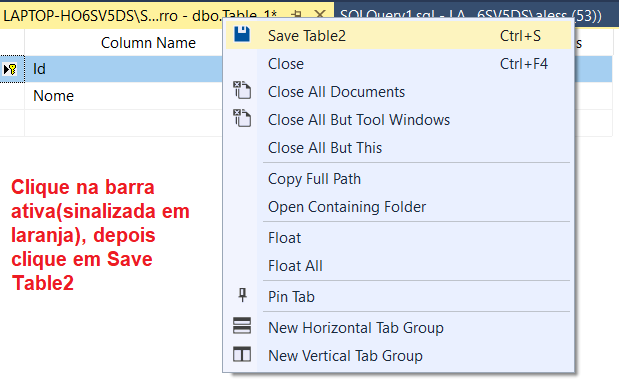 LAPTOP-HO6SV5DS\S...rro - dbo.Table_1*
SQLQuery1.sql - LA...6SV5DS\aless (53))
Column Name
s
Id
Nome
Save Table2 Ctrl+S
Close Ctrl+F4
Close All Documents
Close All But Tool Windows
Close All But This
Copy Full Path
Open Containing Folder
Float
Float All
Pin Tab
New Horizontal Tab Group
New Vertical Tab Group
Clique na barra
ativa(sinalizada em
laranja), depois
clique em Save
Table2